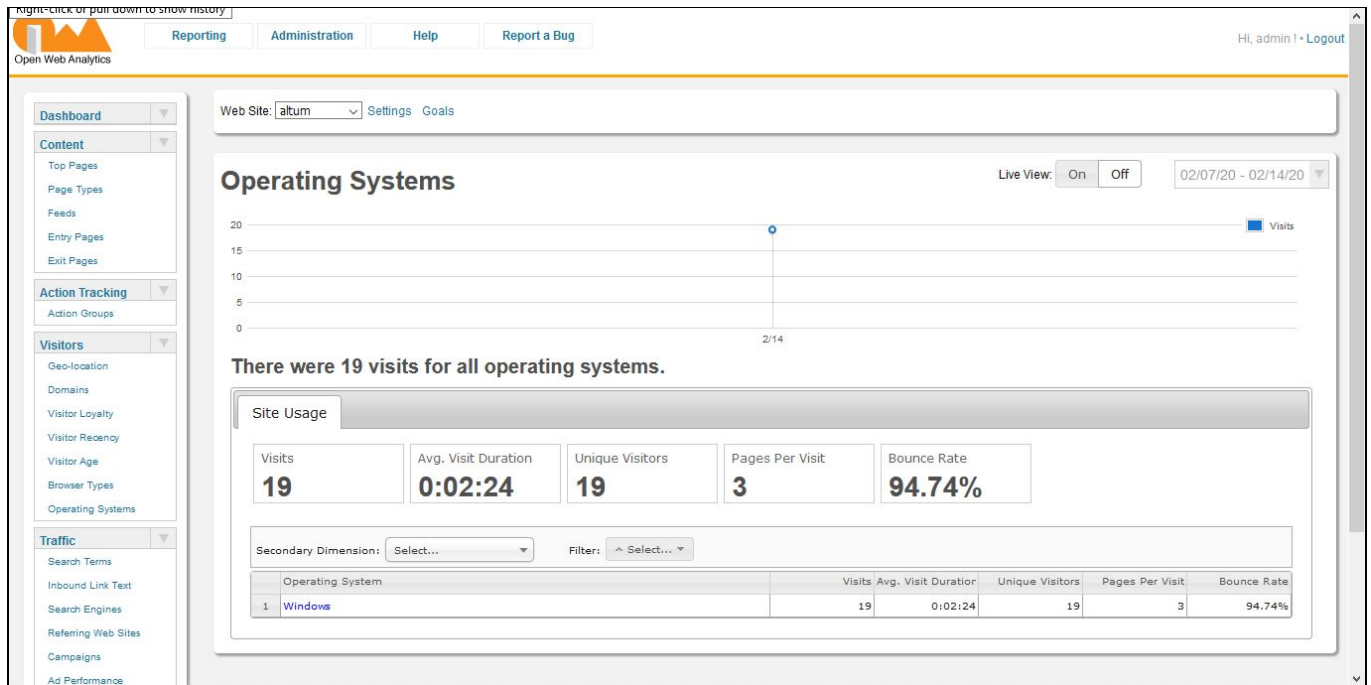 Right-click or pull down to show history
Open Web Analytics
Reporting Administration Help Report a Bug
Hi, admin ! • Logout
Dashboard
Content
Top Pages
Page Types
Feeds
Entry Pages
Exit Pages
Action Tracking
Action Groups
Visitors
Geo-location
Domains
Visitor Loyalty
Visitor Recency
Visitor Age
Browser Types
Operating Systems
Traffic
Search Terms
Inbound Link Text
Search Engines
Referring Web Sites
Campaigns
Ad Performance
Web Site: altum Settings Goals
Operating Systems
Live View: On Off
02/07/20 - 02/14/20
20
15
10
5
0
Visits
2/14
There were 19 visits for all operating systems.
Site Usage
Visits Avg. Visit Duration Unique Visitors Pages Per Visit Bounce Rate
19 0:02:24 19 3 94.74%
Secondary Dimension: Select... Filter: Select...
Operating System Visits Avg. Visit Duration Unique Visitors Pages Per Visit Bounce Rate
1 Windows 19 0:02:24 19 3 94.74%